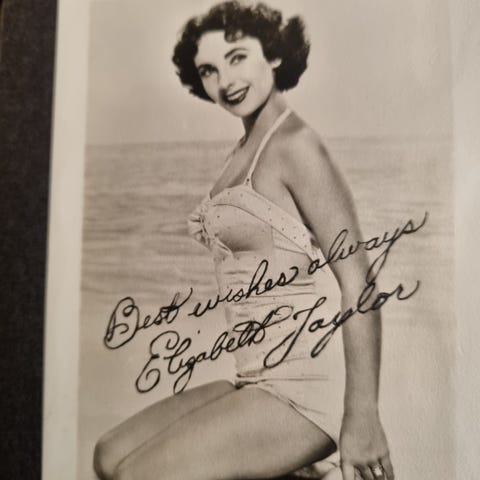 Best wishes always
Elizabeth Taylor